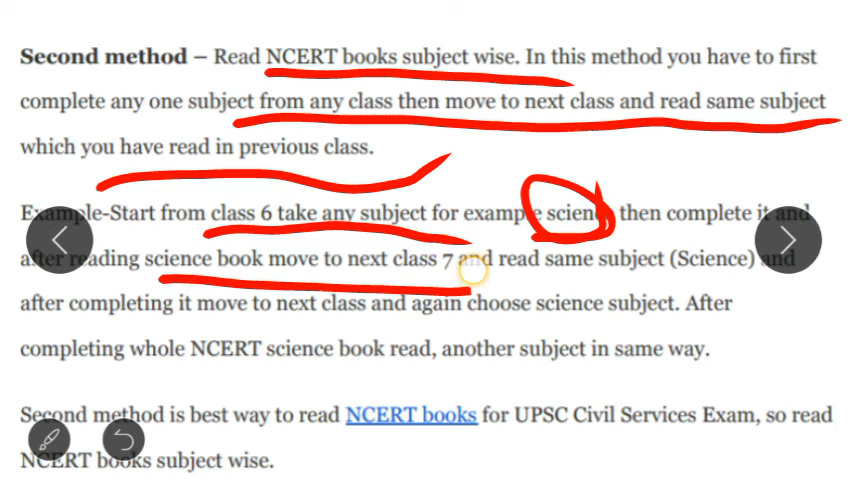 Second method – Read NCERT books subject wise. In this method you have to first
complete any one subject from any class then move to next class and read same subject
which you have read in previous class.
Example-Start from class 6 take any subject for example science, then complete it and
after reading science book move to next class 7 and read same subject (Science) and
after completing it move to next class and again choose science subject. After
completing whole NCERT science book read, another subject in same way.
Second method is best way to read NCERT books for UPSC Civil Services Exam, so read
NCERT books subject wise.